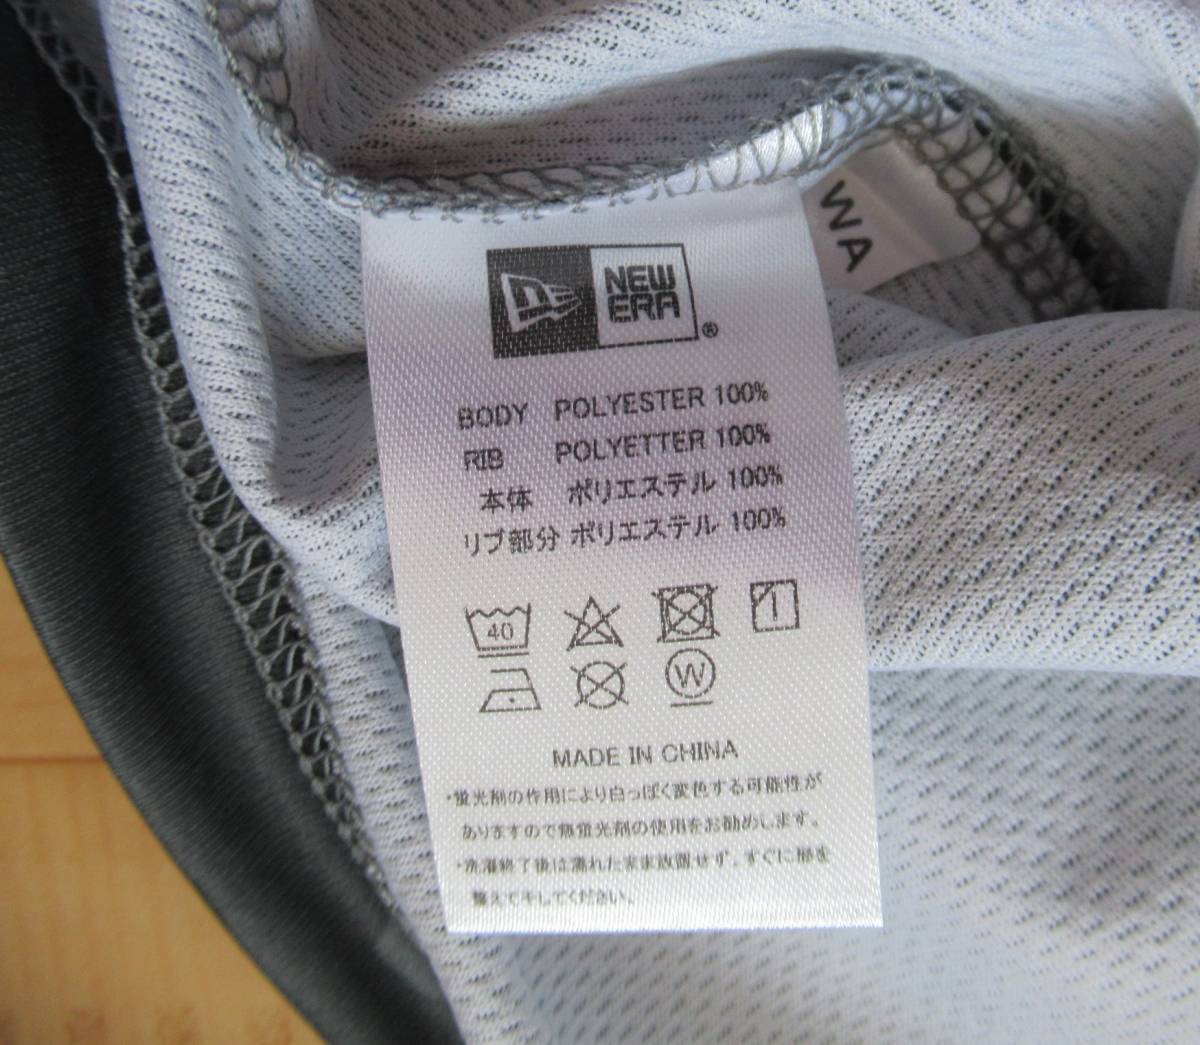 WA
NEW
ERA®
BODY POLYESTER 100%
RIB POLYETTER 100%
本体 ポリエステル 100%
リブ部分 ポリエステル 100%
40
W
MADE IN CHINA
・蛍光剤の作用により白っぽく変色する可能性が
ありますので無蛍光剤の使用をお勧めします。
・洗濯終了後は濡れたまま放置せず、すぐに形を
整えて干してください。